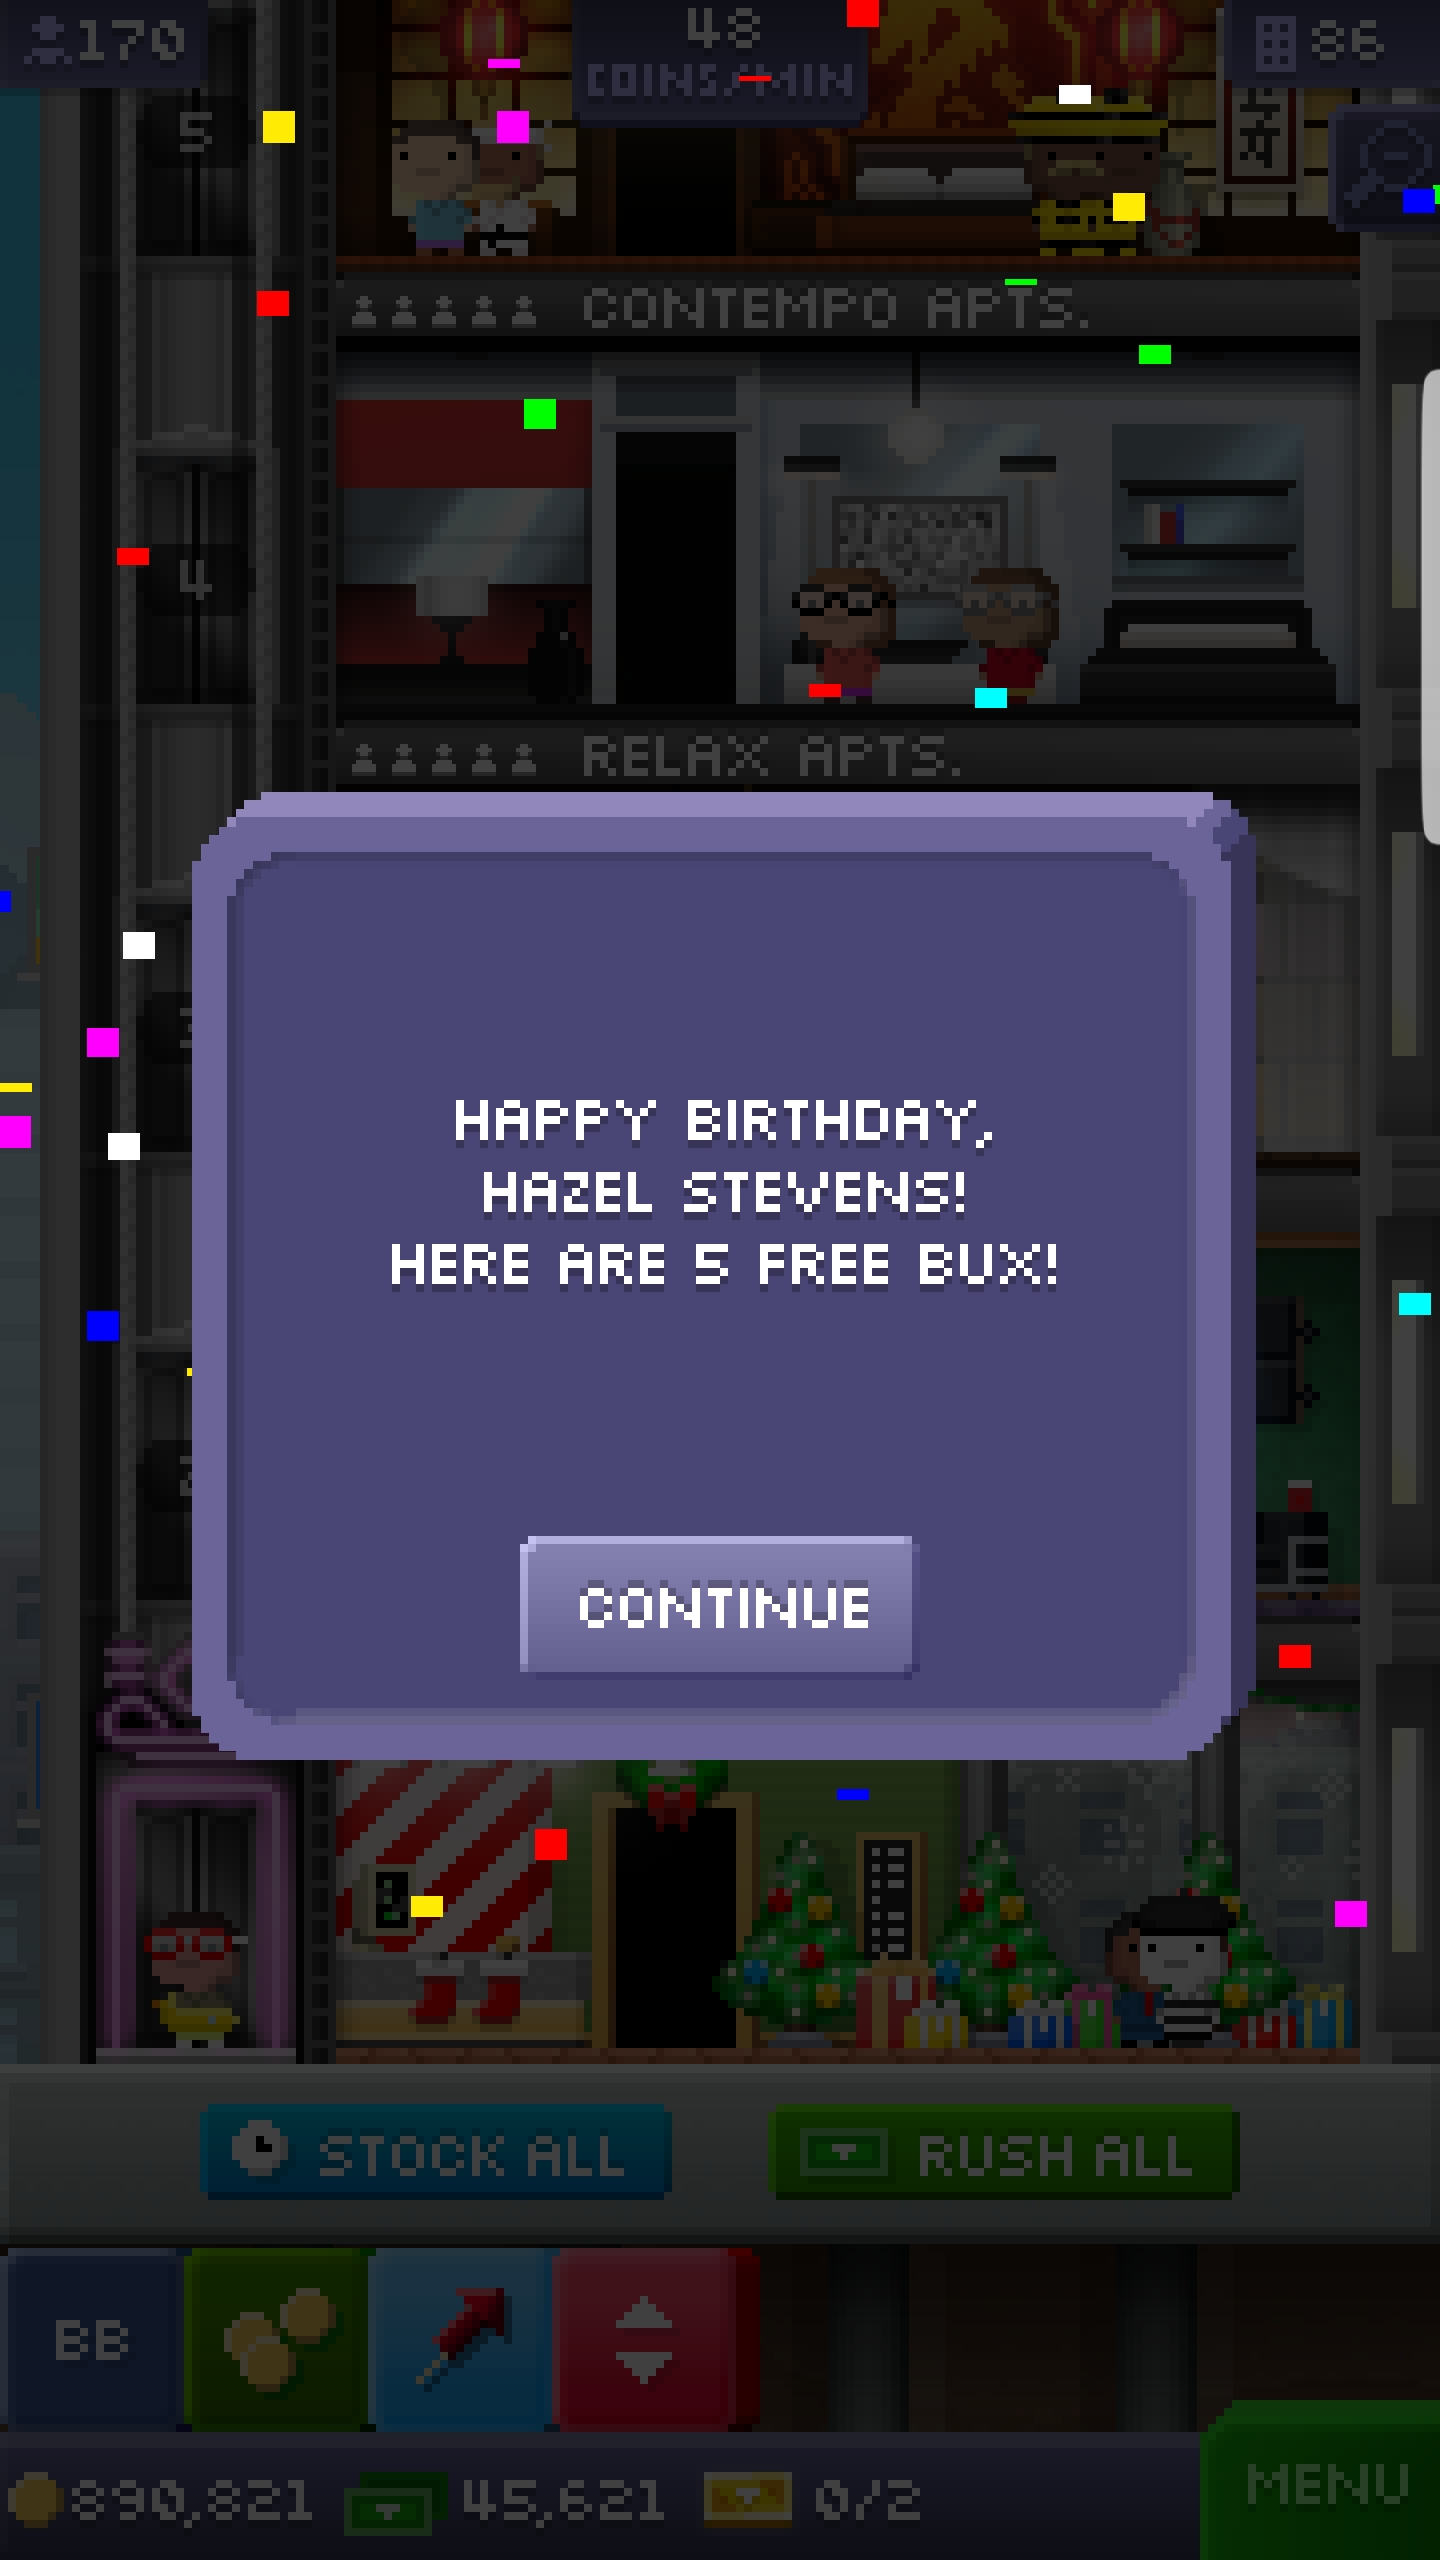 170
48
COINS/MIN
86
5
CONTEMPO APTS.
4
RELAX APTS.
HAPPY BIRTHDAY,
HAZEL STEVENS!
HERE ARE 5 FREE BUX!
CONTINUE
STOCK ALL
RUSH ALL
BB
890,821
45,621
0/2
MENU